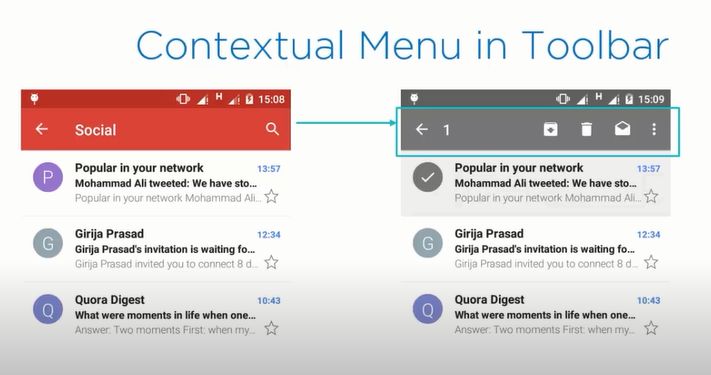 Contextual Menu in Toolbar
H 15:08
Social
P Popular in your network 13:57
Mohammad Ali tweeted: We have sto...
Popular in your network Mohammad Ali...
G Girija Prasad 12:34
Girija Prasad's invitation is waiting fo...
Girija Prasad invited you to connect 8 d...
Q Quora Digest 10:43
What were moments in life when one...
Answer: Two moments First: when my...
H 15:09
1
Popular in your network 13:57
Mohammad Ali tweeted: We have sto...
Popular in your network Mohammad Ali...
G Girija Prasad 12:34
Girija Prasad's invitation is waiting fo...
Girija Prasad invited you to connect 8 d...
Q Quora Digest 10:43
What were moments in life when one...
Answer: Two moments First: when my...